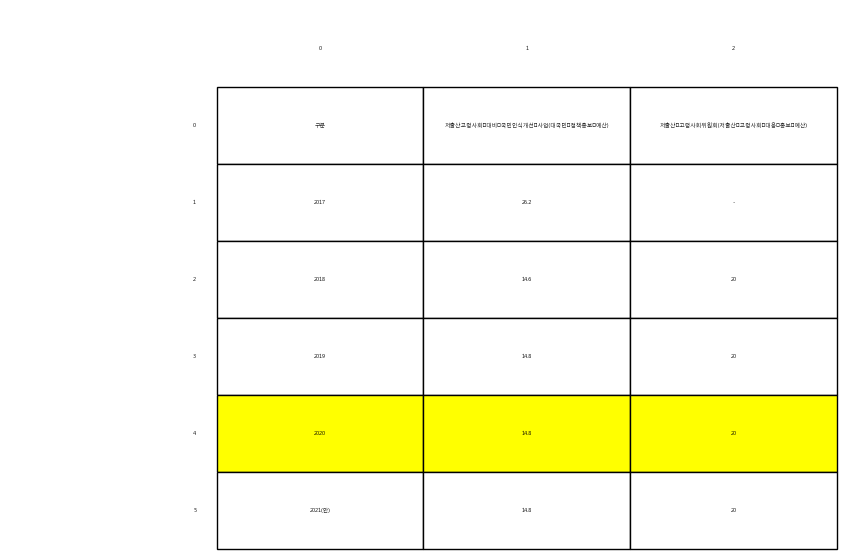 0 1 2
0 구분 저출산고령사회□대비□국민인식개선□사업(대국민□정책홍보□예산) 저출산□고령사회위원회(저출산□고령사회□대응□홍보□예산)
1 2017 26.2 -
2 2018 14.6 20
3 2019 14.8 20
4 2020 14.8 20
5 2021(안) 14.8 20